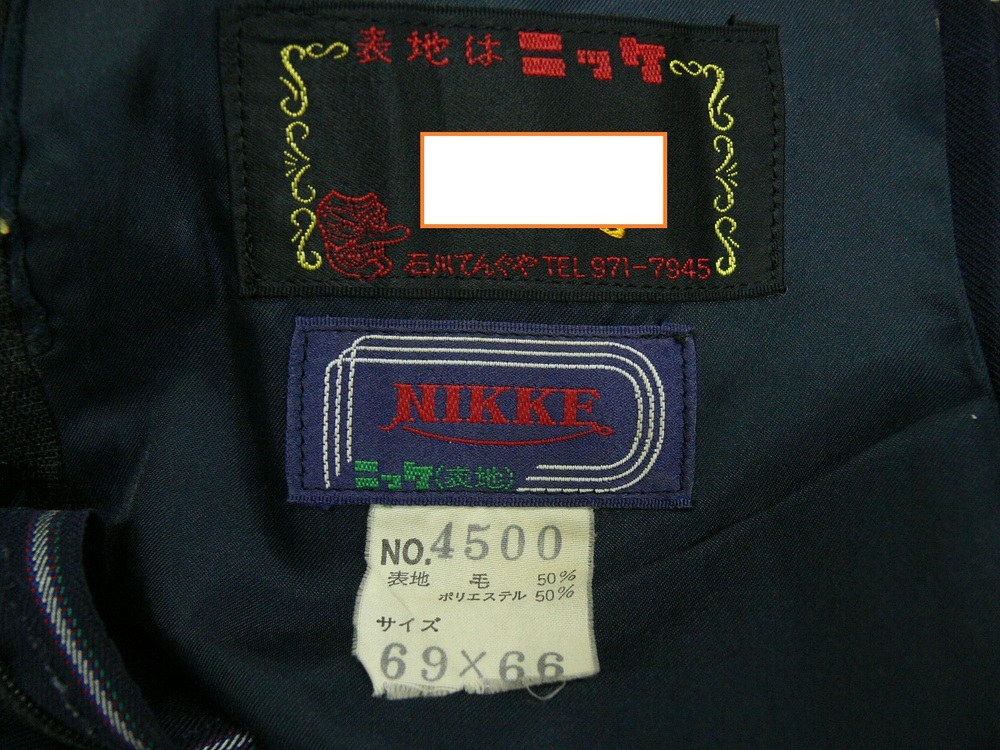 表地はニッケ
石川てんぐや TEL 971-7945
NIKKE
ニッケ(表地)
NO. 4500
表地 毛 50%
ポリエステル 50%
サイズ
69×66